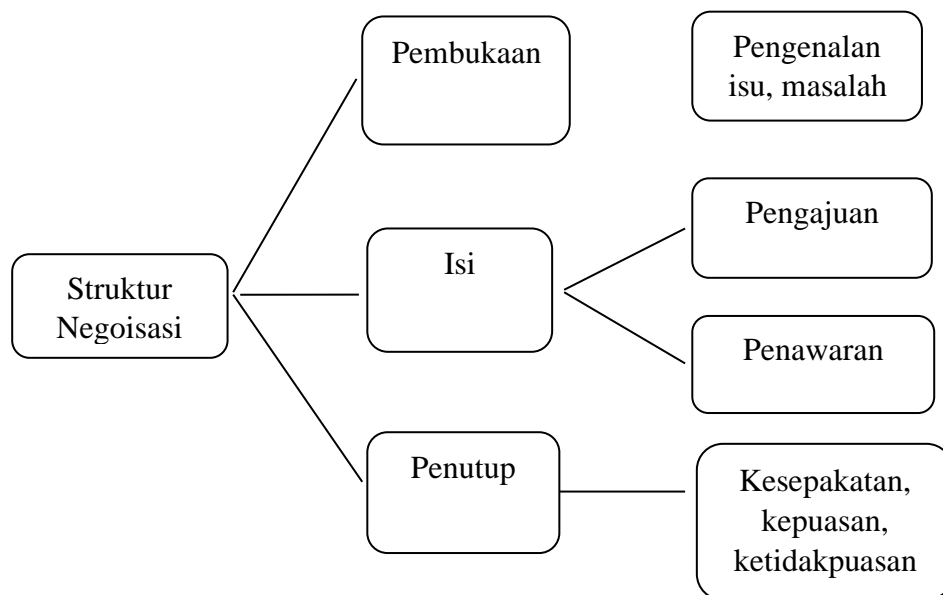 Pembukaan
Pengenalan
isu, masalah
Pengajuan
Isi
Struktur
Negoisasi
Penawaran
Penutup
Kesepakatan,
kepuasan,
ketidakpuasan